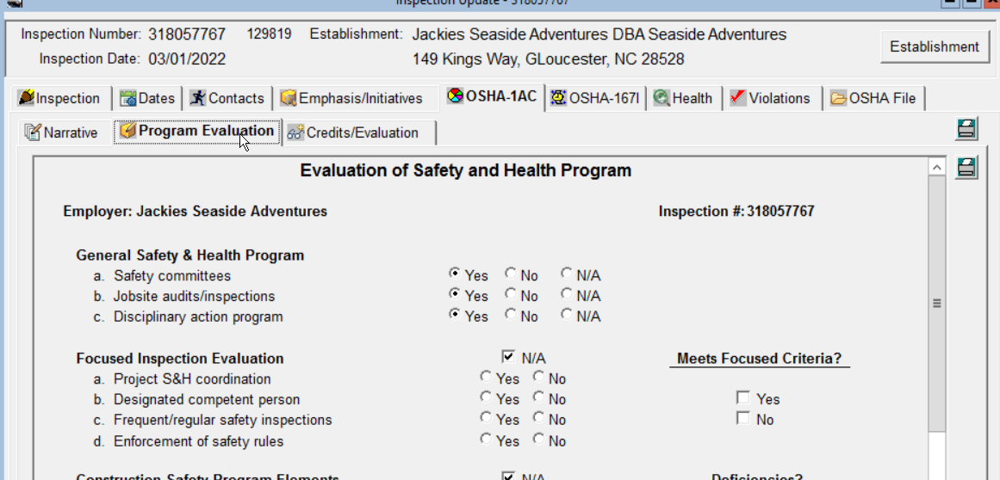 Inspection Update - 318057767
Inspection Number: 318057767 129819 Establishment: Jackies Seaside Adventures DBA Seaside Adventures
Establishment
Inspection Date: 03/01/2022 149 Kings Way, GLoucester, NC 28528
Inspection Dates Contacts Emphasis/Initiatives OSHA-1AC OSHA-167I Health Violations OSHA File
Narrative Program Evaluation Credits/Evaluation
Evaluation of Safety and Health Program
Employer: Jackies Seaside Adventures Inspection #: 318057767
General Safety & Health Program
a. Safety committees Yes No N/A
b. Jobsite audits/inspections Yes No N/A
c. Disciplinary action program Yes No N/A
Focused Inspection Evaluation N/A Meets Focused Criteria?
a. Project S&H coordination Yes No
b. Designated competent person Yes No Yes
c. Frequent/regular safety inspections Yes No No
d. Enforcement of safety rules Yes No
Construction Safety Program Elements N/A Deficiencies?